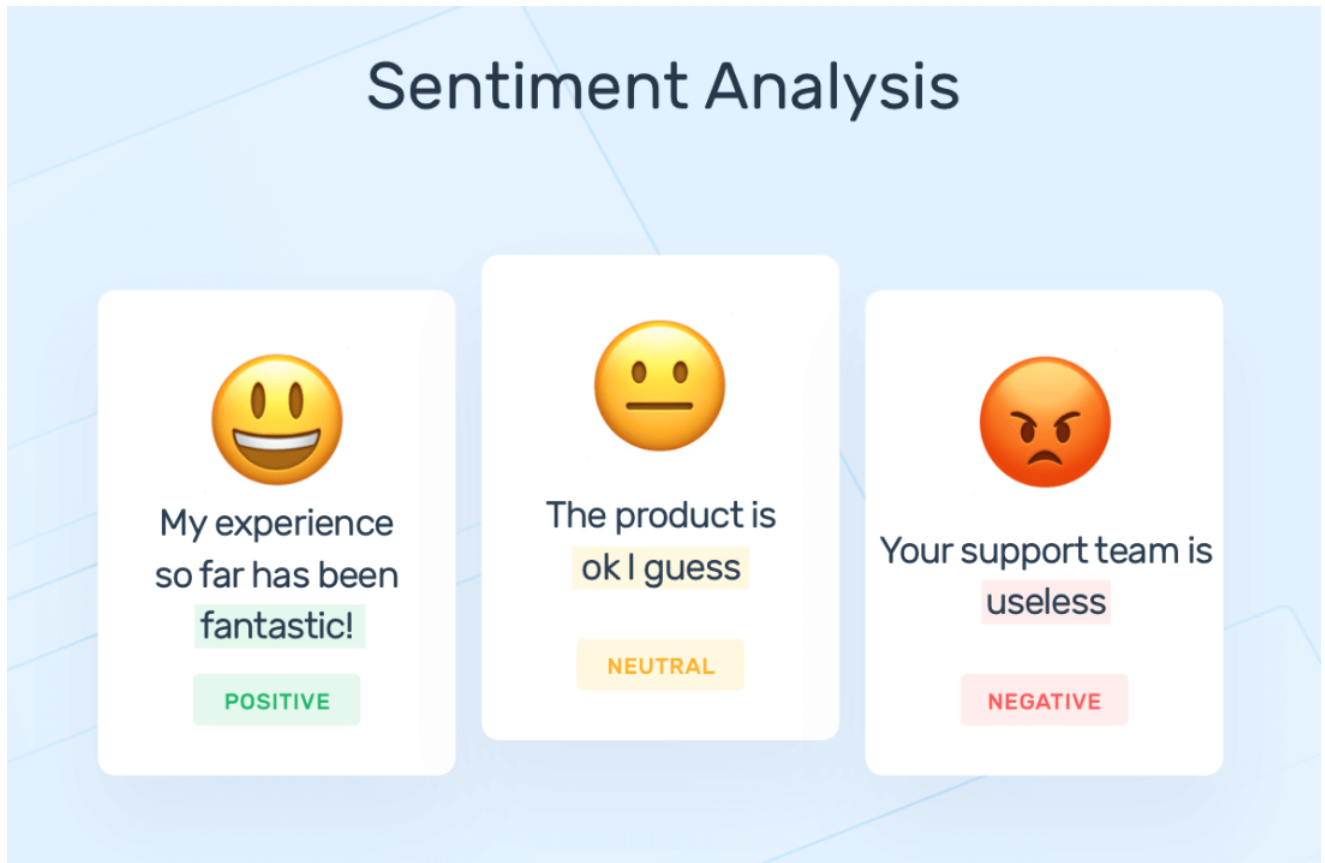 Sentiment Analysis
My experience
so far has been
fantastic!
POSITIVE
The product is
ok I guess
NEUTRAL
Your support team is
useless
NEGATIVE